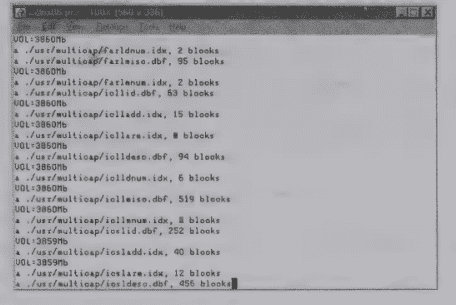 VOL=3860Mb
a ./usr/multicap/farldnum.idx, 2 blocks
VOL=3860Mb
a ./usr/multicap/farlmiso.dbf, 95 blocks
VOL=3860Mb
a ./usr/multicap/farlmnum.idx, 2 blocks
a ./usr/multicap/icllid.dbf, 63 blocks
VOL=3860Mb
a ./usr/multicap/iclladd.idx, 15 blocks
VOL=3860Mb
a ./usr/multicap/icllare.idx, 8 blocks
VOL=3860Mb
a ./usr/multicap/iclldeso.dbf, 94 blocks
VOL=3860Mb
a ./usr/multicap/iclldnum.idx, 6 blocks
VOL=3860Mb
a ./usr/multicap/icllmiso.dbf, 519 blocks
VOL=3860Mb
a ./usr/multicap/icllmnum.idx, 8 blocks
a ./usr/multicap/icslid.dbf, 252 blocks
VOL=3859Mb
a ./usr/multicap/icsladd.idx, 40 blocks
VOL=3859Mb
a ./usr/multicap/icslare.idx, 12 blocks
a ./usr/multicap/icsldeso.dbf, 456 blocks